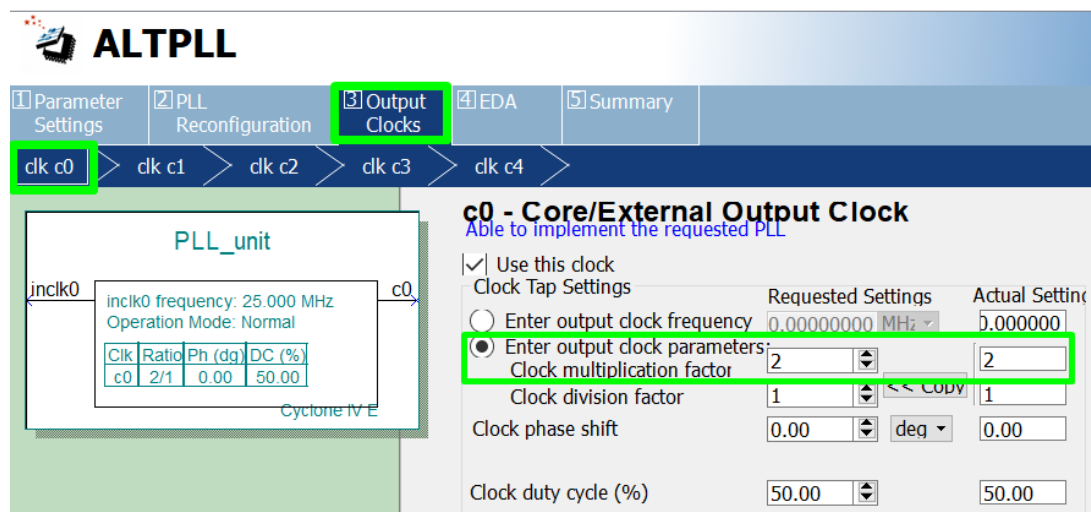 ALTPLL
1 Parameter Settings
2 PLL Reconfiguration
3 Output Clocks
4 EDA
5 Summary
clk c0
clk c1
clk c2
clk c3
clk c4
PLL_unit
inclk0
c0
inclk0 frequency: 25.000 MHz
Operation Mode: Normal
Clk Ratio Ph (dg) DC (%)
c0 2/1 0.00 50.00
Cyclone IV E
c0 - Core/External Output Clock
Able to implement the requested PLL
Use this clock
Clock Tap Settings
Requested Settings Actual Setting
Enter output clock frequency 0.00000000 MHz 0.000000
Enter output clock parameters:
Clock multiplication factor 2 2
Clock division factor 1 << Copy 1
Clock phase shift 0.00 deg 0.00
Clock duty cycle (%) 50.00 50.00